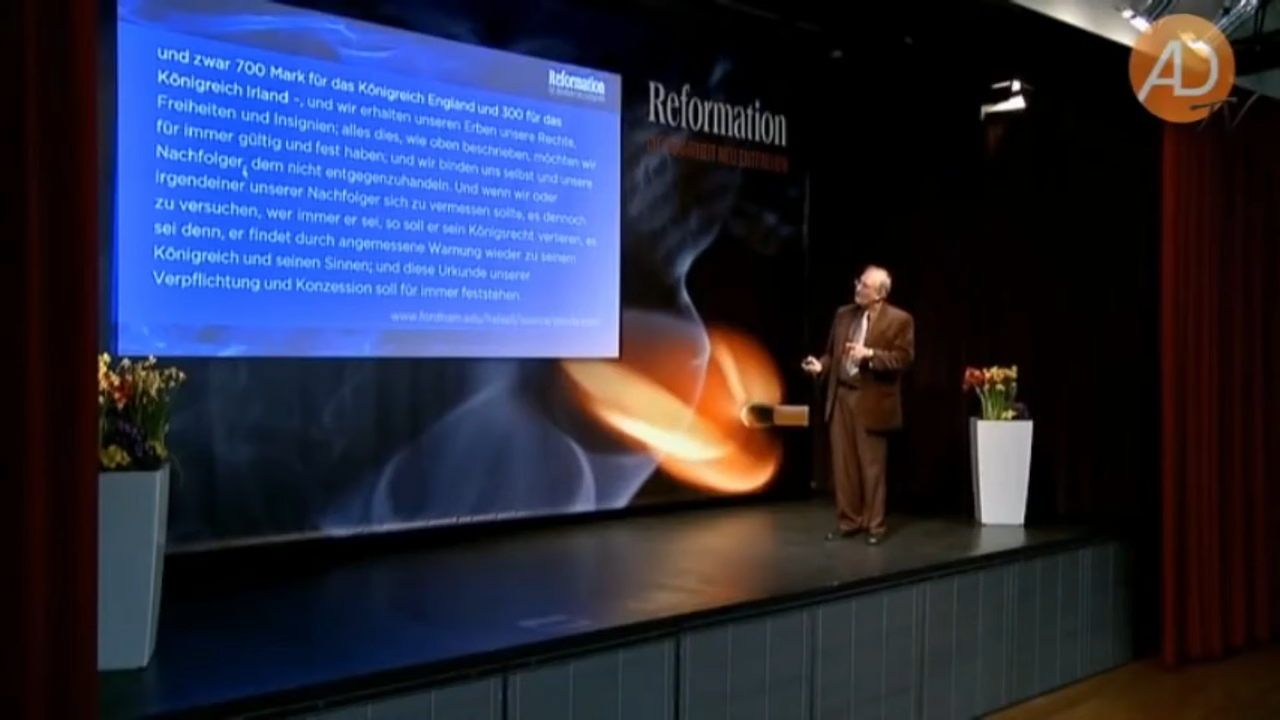 und zwar 700 Mark für das Königreich England und 300 für das
Königreich Irland -, und wir erhalten unseren Erben unsere Rechte,
Freiheiten und Insignien; alles dies, wie oben beschrieben, möchten wir
für immer gültig und fest haben; und wir binden uns selbst und unsere
Nachfolger, dem nicht entgegenzuhandeln. Und wenn wir oder
irgendeiner unserer Nachfolger sich zu vermessen sollte, es dennoch
zu versuchen, wer immer er sei, so soll er sein Königsrecht verlieren, es
sei denn, er findet durch angemessene Warnung wieder zu seinem
Königreich und seinen Sinnen; und diese Urkunde unserer
Verpflichtung und Konzession soll für immer feststehen.
Reformation
Reformation
AD
TV